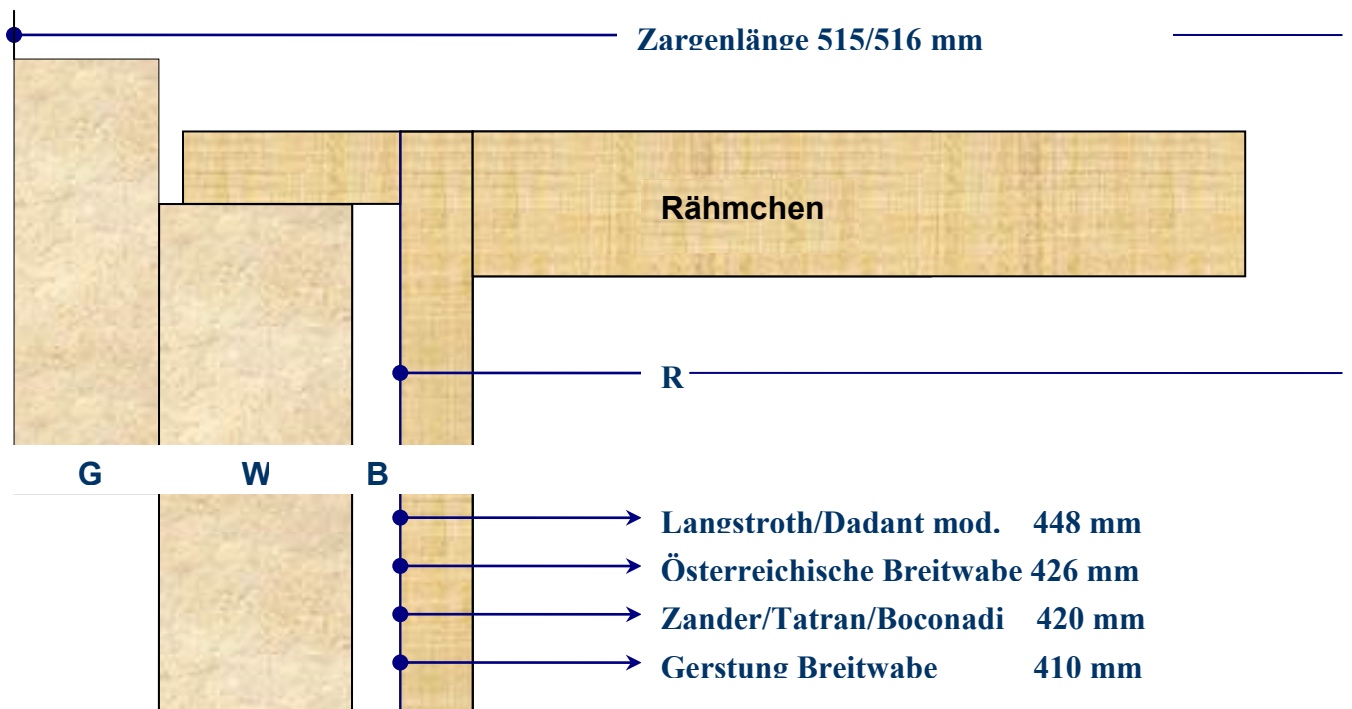 Zargenlänge 515/516 mm
Rähmchen
R
G W B
Langstroth/Dadant mod. 448 mm
Österreichische Breitwabe 426 mm
Zander/Tatran/Boconadi 420 mm
Gerstung Breitwabe 410 mm